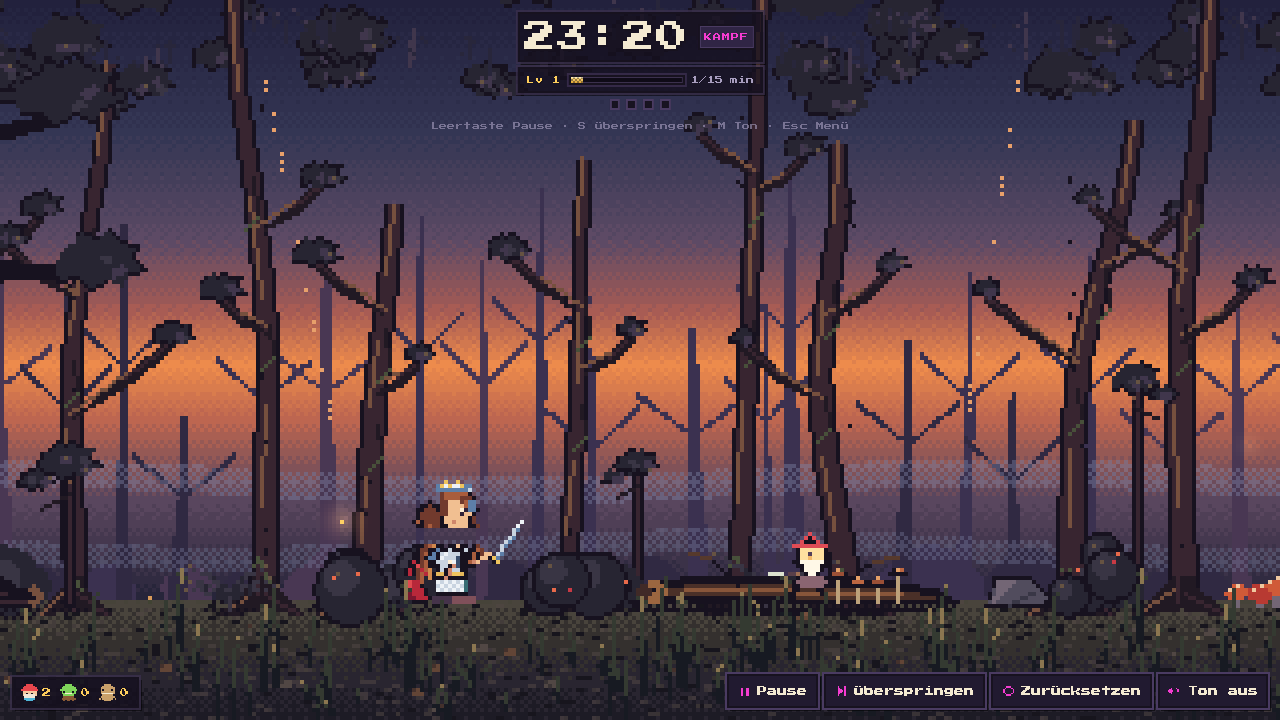 23:20 KAMPF
Lv 1 1/15 min
Leertaste Pause · S überspringen · M Ton · Esc Menü
2 0 0
Pause überspringen Zurücksetzen Ton aus